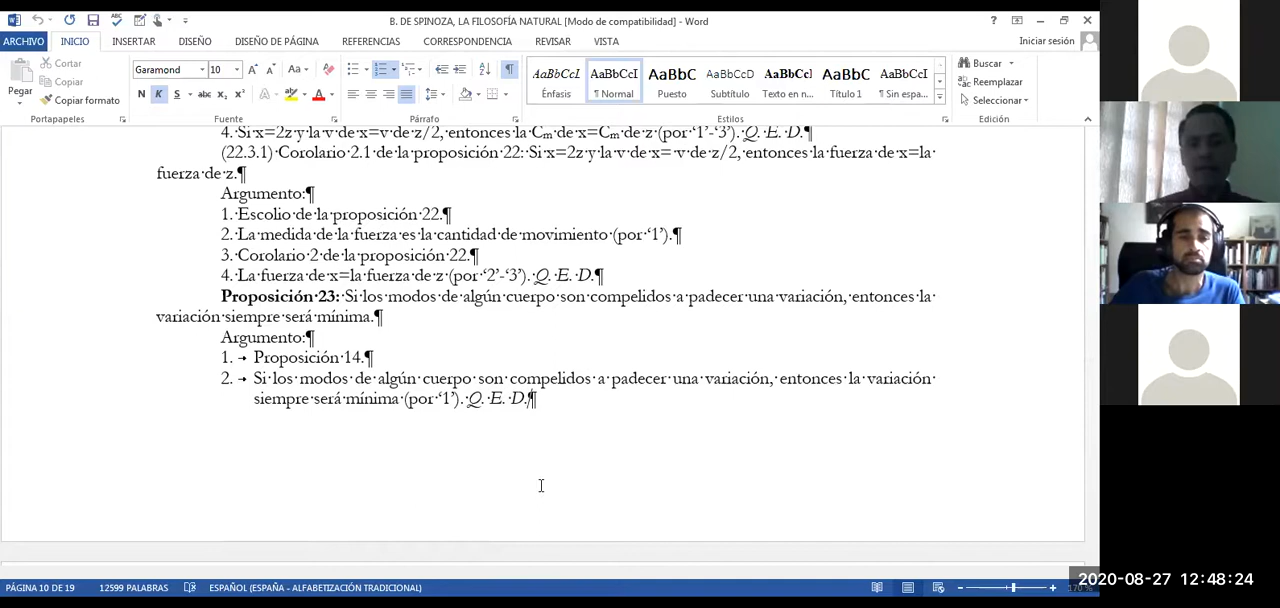 B. DE SPINOZA, LA FILOSOFÍA NATURAL [Modo de compatibilidad] - Word
ARCHIVO INICIO INSERTAR DISEÑO DISEÑO DE PÁGINA REFERENCIAS CORRESPONDENCIA REVISAR VISTA Iniciar sesión
Pegar
Cortar
Copiar
Copiar formato
Portapapeles
Garamond 10
N K S abc x₂ x²
Fuente
Párrafo
AaBbCcI Énfasis
AaBbCcI ¶ Normal
AaBbC Puesto
AaBbCcD Subtítulo
AaBbCcI Texto en n...
AaBbC Título 1
AaBbCcI ¶ Sin espa...
Estilos
Buscar
Reemplazar
Seleccionar
Edición
4. Si x=2z y la v de x=v de z/2, entonces la Cₘ de x=Cₘ de z (por ‘1’-‘3’). Q. E. D.¶
(22.3.1) Corolario 2.1 de la proposición 22: Si x=2z y la v de x= v de z/2, entonces la fuerza de x=la
fuerza de z.¶
Argumento:¶
1. Escolio de la proposición 22.¶
2. La medida de la fuerza es la cantidad de movimiento (por ‘1’).¶
3. Corolario 2 de la proposición 22.¶
4. La fuerza de x=la fuerza de z (por ‘2’-‘3’). Q. E. D.¶
Proposición 23: Si los modos de algún cuerpo son compelidos a padecer una variación, entonces la
variación siempre será mínima.¶
Argumento:¶
1. → Proposición 14.¶
2. → Si los modos de algún cuerpo son compelidos a padecer una variación, entonces la variación
siempre será mínima (por ‘1’). Q. E. D.¶
PÁGINA 10 DE 19 12599 PALABRAS ESPAÑOL (ESPAÑA - ALFABETIZACIÓN TRADICIONAL) 170 %
2020-08-27 12:48:24